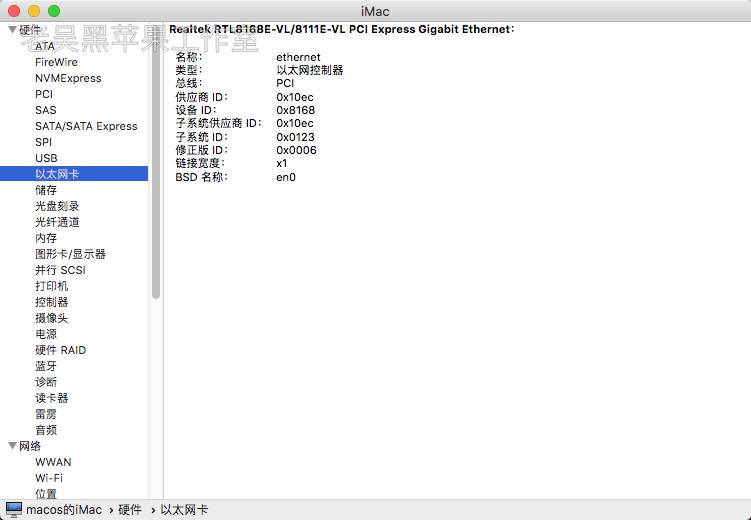 iMac
硬件
老吴黑苹果工作室
ATA
FireWire
NVMExpress
PCI
SAS
SATA/SATA Express
SPI
USB
以太网卡
储存
光盘刻录
光纤通道
内存
图形卡/显示器
并行 SCSI
打印机
控制器
摄像头
电源
硬件 RAID
蓝牙
诊断
读卡器
雷雳
音频
网络
WWAN
Wi-Fi
位置
Realtek RTL8168E-VL/8111E-VL PCI Express Gigabit Ethernet:
名称: ethernet
类型: 以太网控制器
总线: PCI
供应商 ID: 0x10ec
设备 ID: 0x8168
子系统供应商 ID: 0x10ec
子系统 ID: 0x0123
修正版 ID: 0x0006
链接宽度: x1
BSD 名称: en0
macos的iMac › 硬件 › 以太网卡